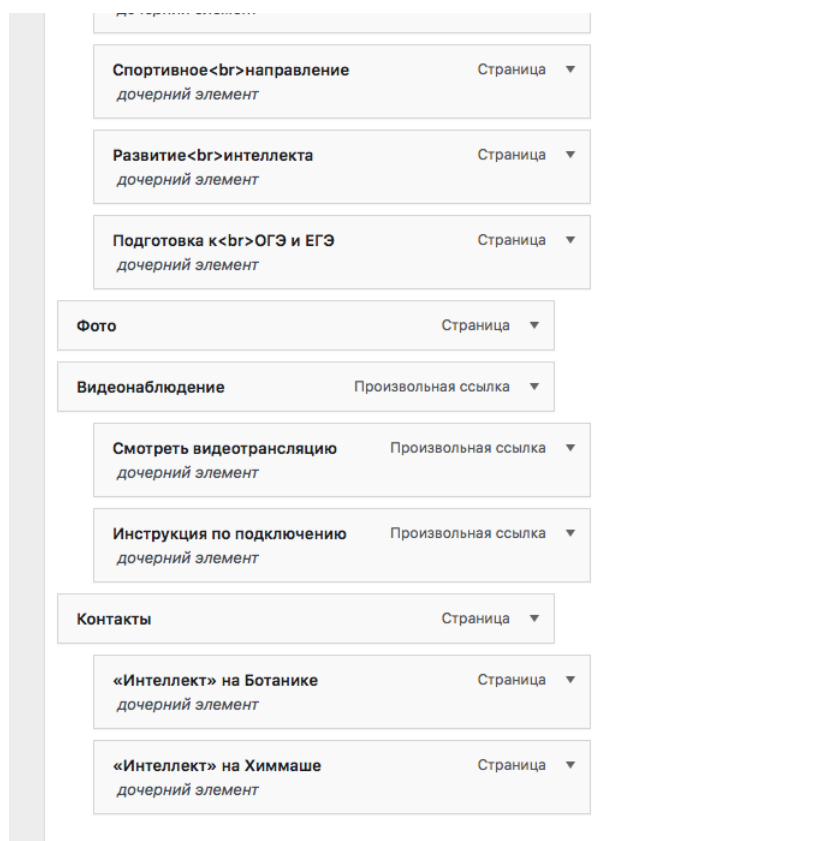 дочерний элемент
Спортивное<br>направление Страница
дочерний элемент
Развитие<br>интеллекта Страница
дочерний элемент
Подготовка к<br>ОГЭ и ЕГЭ Страница
дочерний элемент
Фото Страница
Видеонаблюдение Произвольная ссылка
Смотреть видеотрансляцию Произвольная ссылка
дочерний элемент
Инструкция по подключению Произвольная ссылка
дочерний элемент
Контакты Страница
«Интеллект» на Ботанике Страница
дочерний элемент
«Интеллект» на Химмаше Страница
дочерний элемент